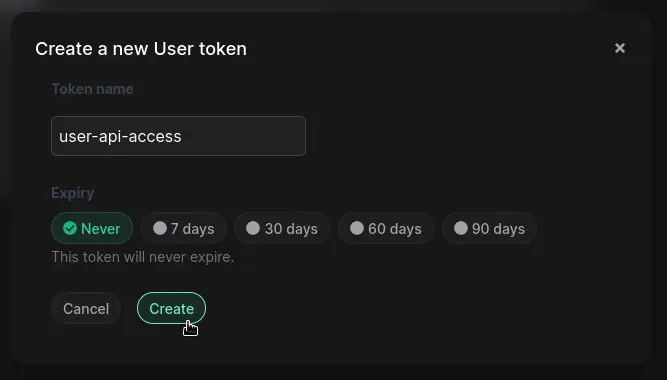 Create a new User token ×
Token name
user-api-access
Expiry
Never 7 days 30 days 60 days 90 days
This token will never expire.
Cancel Create